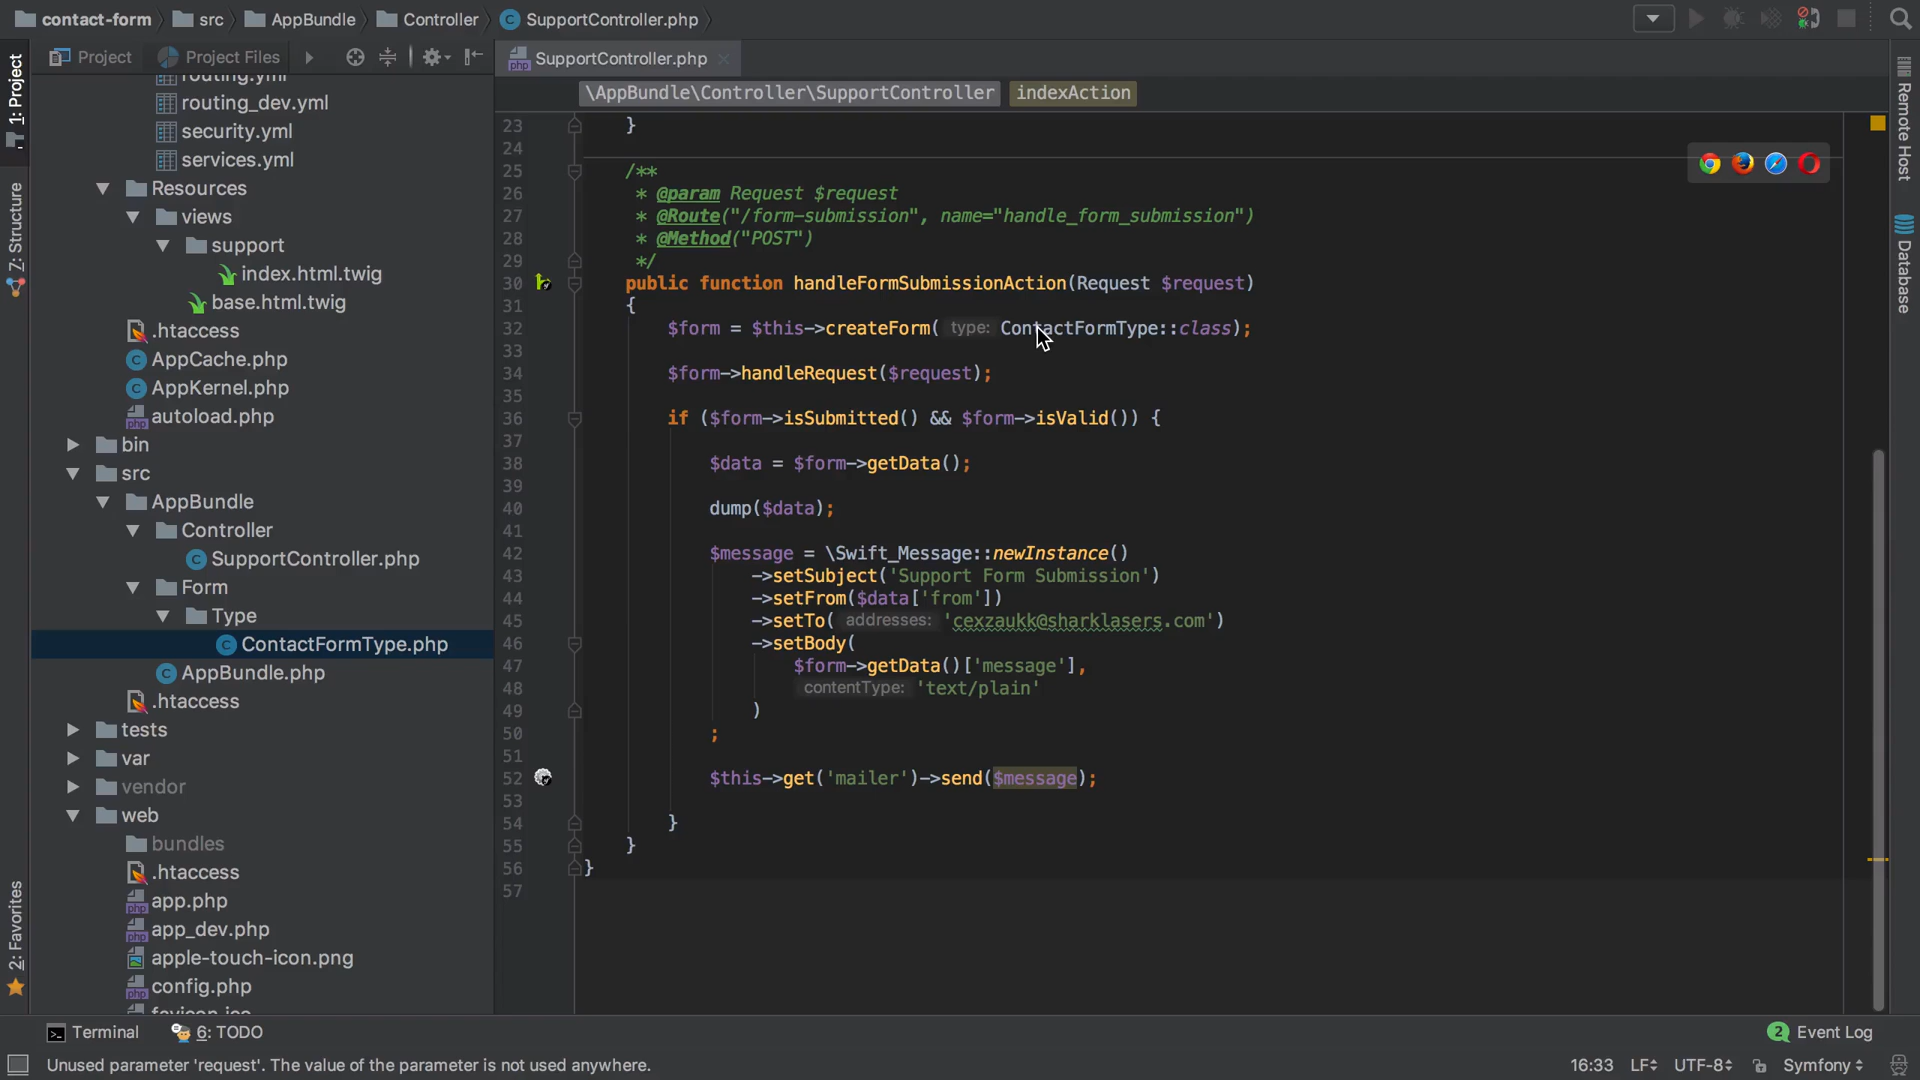 contact-form
src
AppBundle
Controller
SupportController.php
Project
Project Files
SupportController.php
\AppBundle\Controller\SupportController
indexAction
1: Project
Z: Structure
2: Favorites
routing.yml
routing_dev.yml
security.yml
services.yml
Resources
views
support
index.html.twig
base.html.twig
.htaccess
AppCache.php
AppKernel.php
autoload.php
bin
src
AppBundle
Controller
SupportController.php
Form
Type
ContactFormType.php
AppBundle.php
.htaccess
tests
var
vendor
web
bundles
.htaccess
app.php
app_dev.php
apple-touch-icon.png
config.php
favicon.ico
23 }
24
25 /**
26 * @param Request $request
27 * @Route("/form-submission", name="handle_form_submission")
28 * @Method("POST")
29 */
30 public function handleFormSubmissionAction(Request $request)
31 {
32 $form = $this->createForm( type: ContactFormType::class);
33
34 $form->handleRequest($request);
35
36 if ($form->isSubmitted() && $form->isValid()) {
37
38 $data = $form->getData();
39
40 dump($data);
41
42 $message = \Swift_Message::newInstance()
43 ->setSubject('Support Form Submission')
44 ->setFrom($data['from'])
45 ->setTo( addresses: 'cexzaukk@sharklasers.com')
46 ->setBody(
47 $form->getData()['message'],
48 contentType: 'text/plain'
49 )
50 ;
51
52 $this->get('mailer')->send($message);
53
54 }
55 }
56 }
57
Remote Host
Database
Terminal
6: TODO
2 Event Log
Unused parameter 'request'. The value of the parameter is not used anywhere.
16:33
LF
UTF-8
Symfony